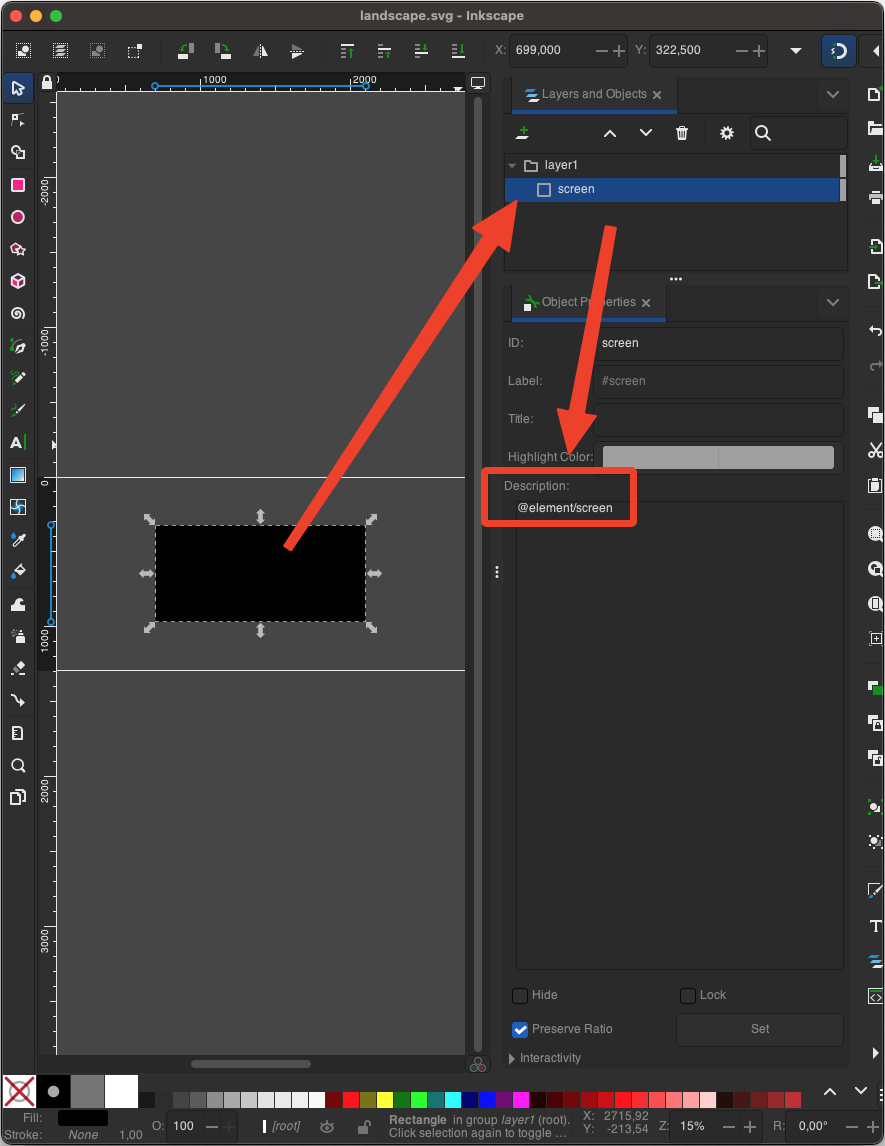 landscape.svg - Inkscape
X: 699,000 Y: 322,500
1000 2000
Layers and Objects
layer1
screen
Object Properties
ID: screen
Label: #screen
Title:
Highlight Color:
Description:
@element/screen
-2000
-1000
0
1000
2000
3000
A
T
Hide Lock
Preserve Ratio Set
Interactivity
Fill:
Stroke: None 1,00
O: 100
[root]
Rectangle in group layer1 (root).
Click selection again to toggle ...
X: 2715,92
Y: -213,54
Z: 15%
R: 0,00°